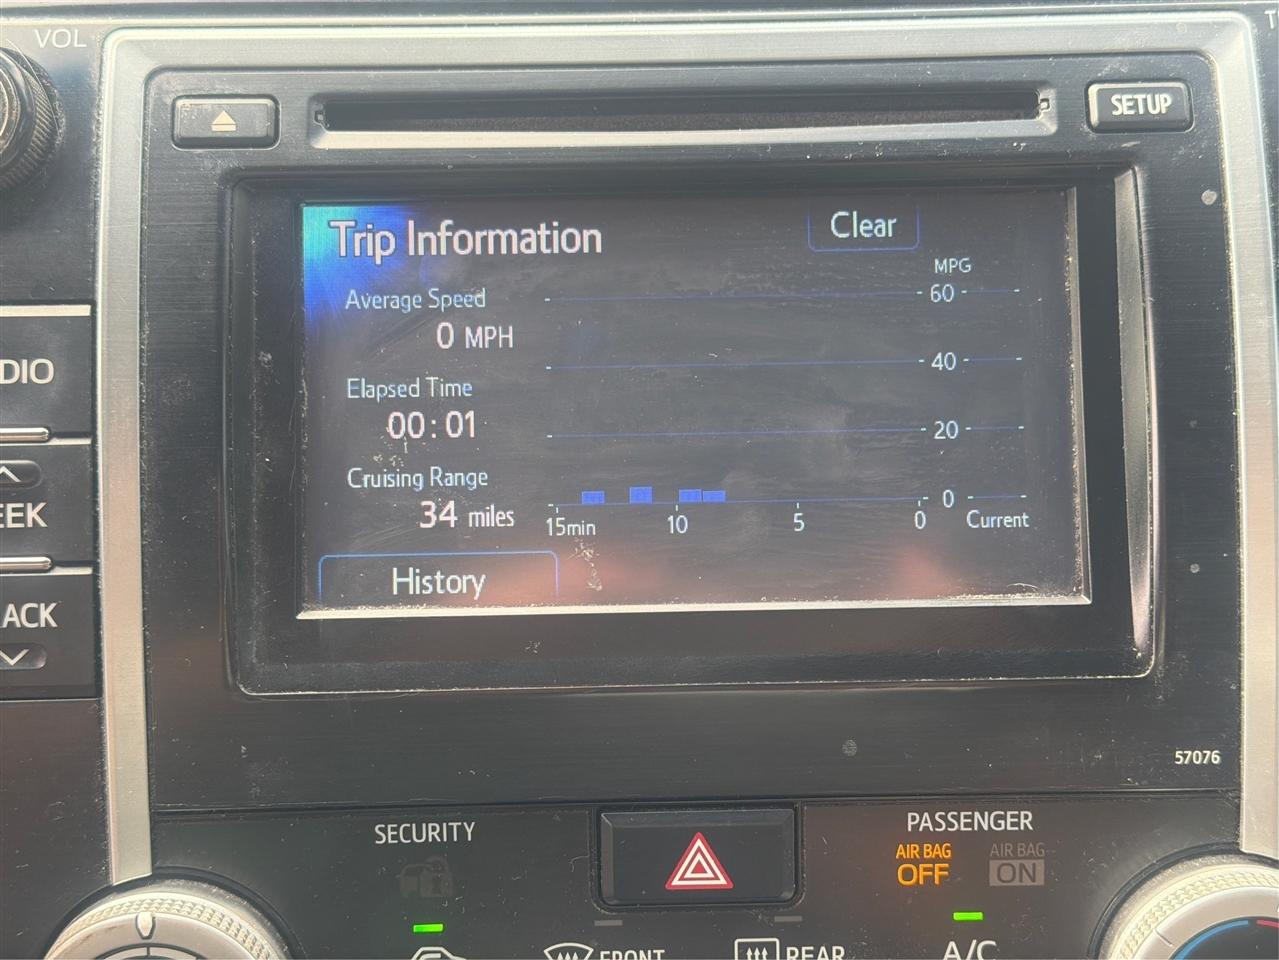 VOL
SETUP
Trip Information
Clear
MPG
Average Speed
60
0 MPH
40
Elapsed Time
00:01
20
Cruising Range
34 miles
0
15min 10 5 0 Current
History
DIO
EEK
ACK
57076
SECURITY
PASSENGER
AIR BAG OFF
AIR BAG ON
FRONT
REAR
A/C